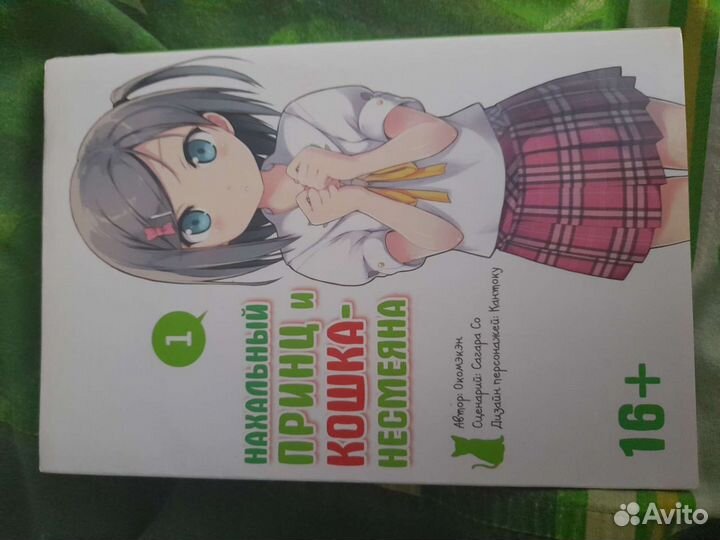 1
НАХАЛЬНЫЙ
ПРИНЦ И
КОШКА-
НЕСМЕЯНА
Автор: Окомэкэн
Сценарий: Сагара Со
Дизайн персонажей: Кантоку
16+
Avito